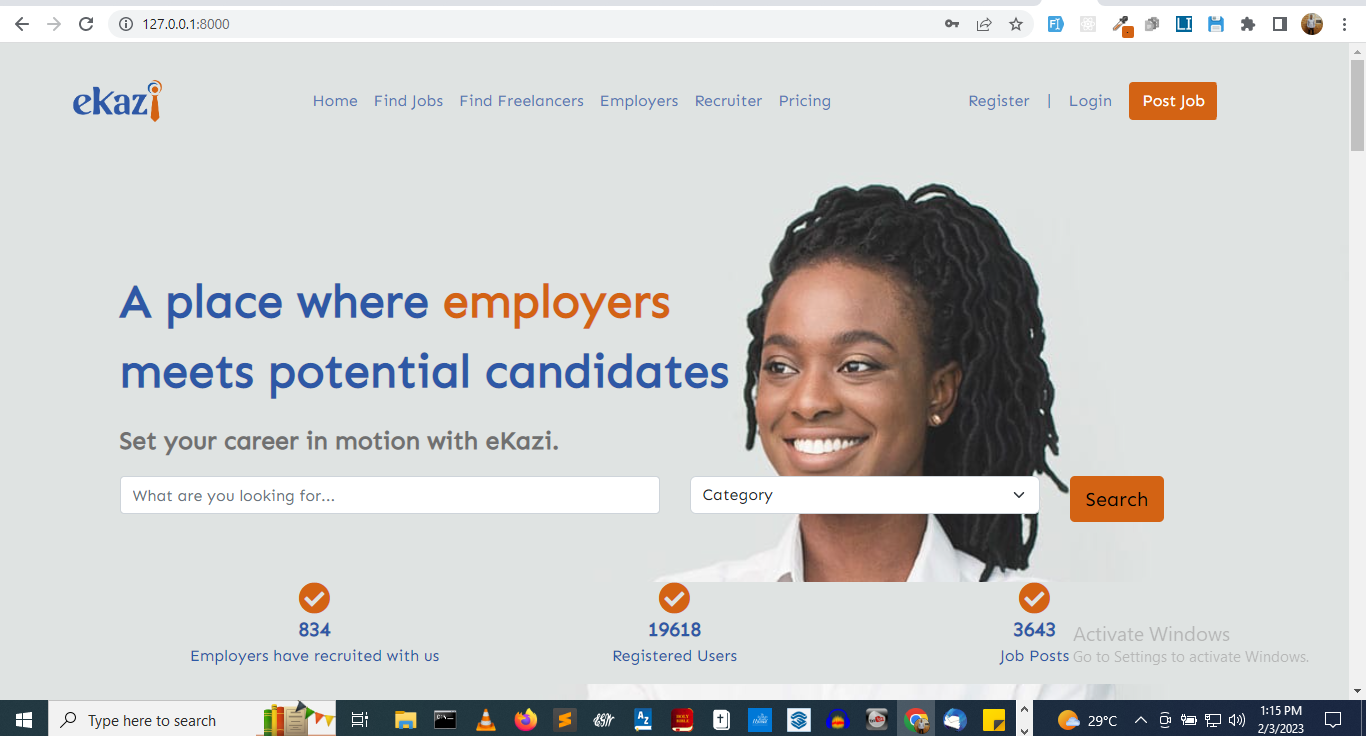 127.0.0.1:8000
ekazi
Home Find Jobs Find Freelancers Employers Recruiter Pricing
Register | Login Post Job
A place where employers
meets potential candidates
Set your career in motion with eKazi.
What are you looking for...
Category
Search
834
Employers have recruited with us
19618
Registered Users
3643
Job Posts
Activate Windows
Go to Settings to activate Windows.
Type here to search
29°C
1:15 PM
2/3/2023